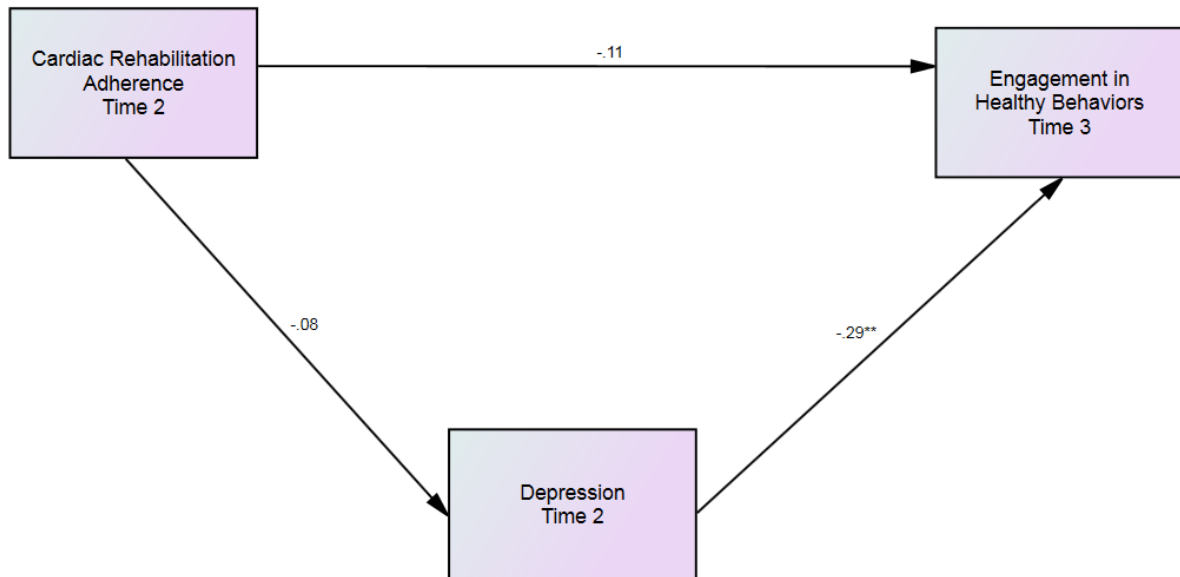 Cardiac Rehabilitation
Adherence
Time 2
-.11
Engagement in
Healthy Behaviors
Time 3
-.08
-.29**
Depression
Time 2